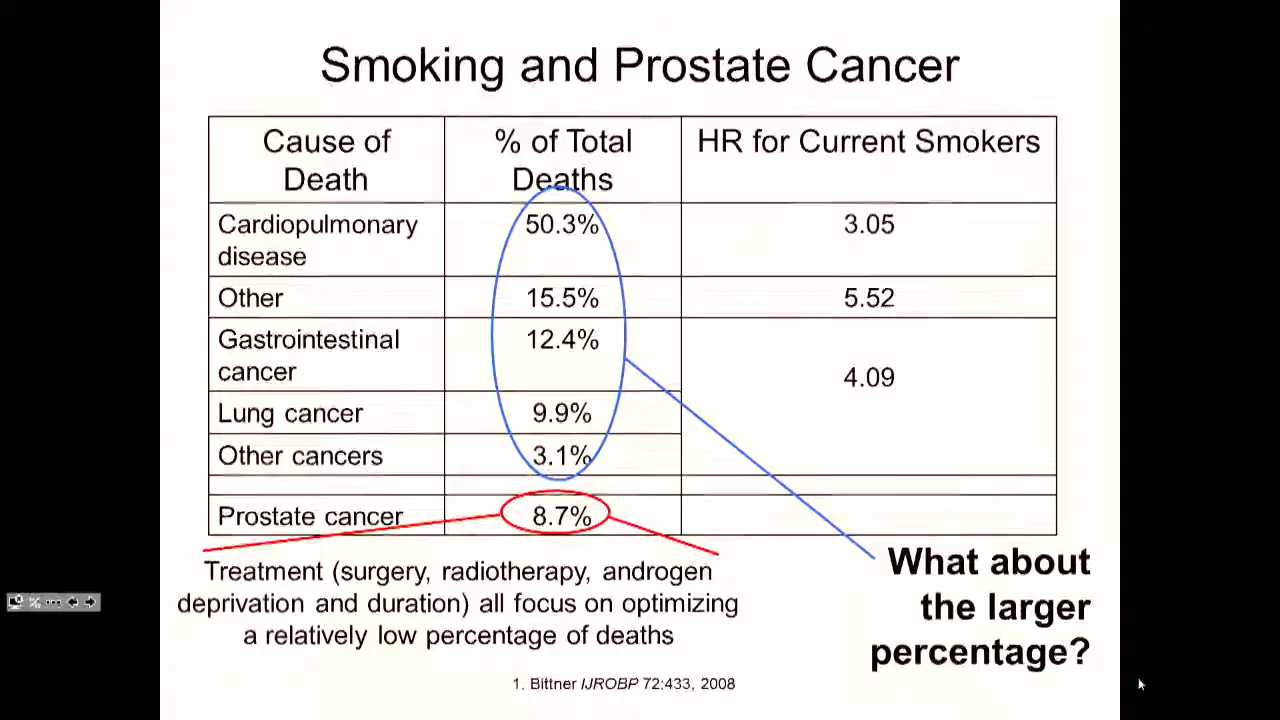 Smoking and Prostate Cancer
Cause of Death
% of Total Deaths
HR for Current Smokers
Cardiopulmonary disease
50.3%
3.05
Other
15.5%
5.52
Gastrointestinal cancer
12.4%
4.09
Lung cancer
9.9%
Other cancers
3.1%
Prostate cancer
8.7%
Treatment (surgery, radiotherapy, androgen
deprivation and duration) all focus on optimizing
a relatively low percentage of deaths
What about
the larger
percentage?
1. Bittner IJROBP 72:433, 2008